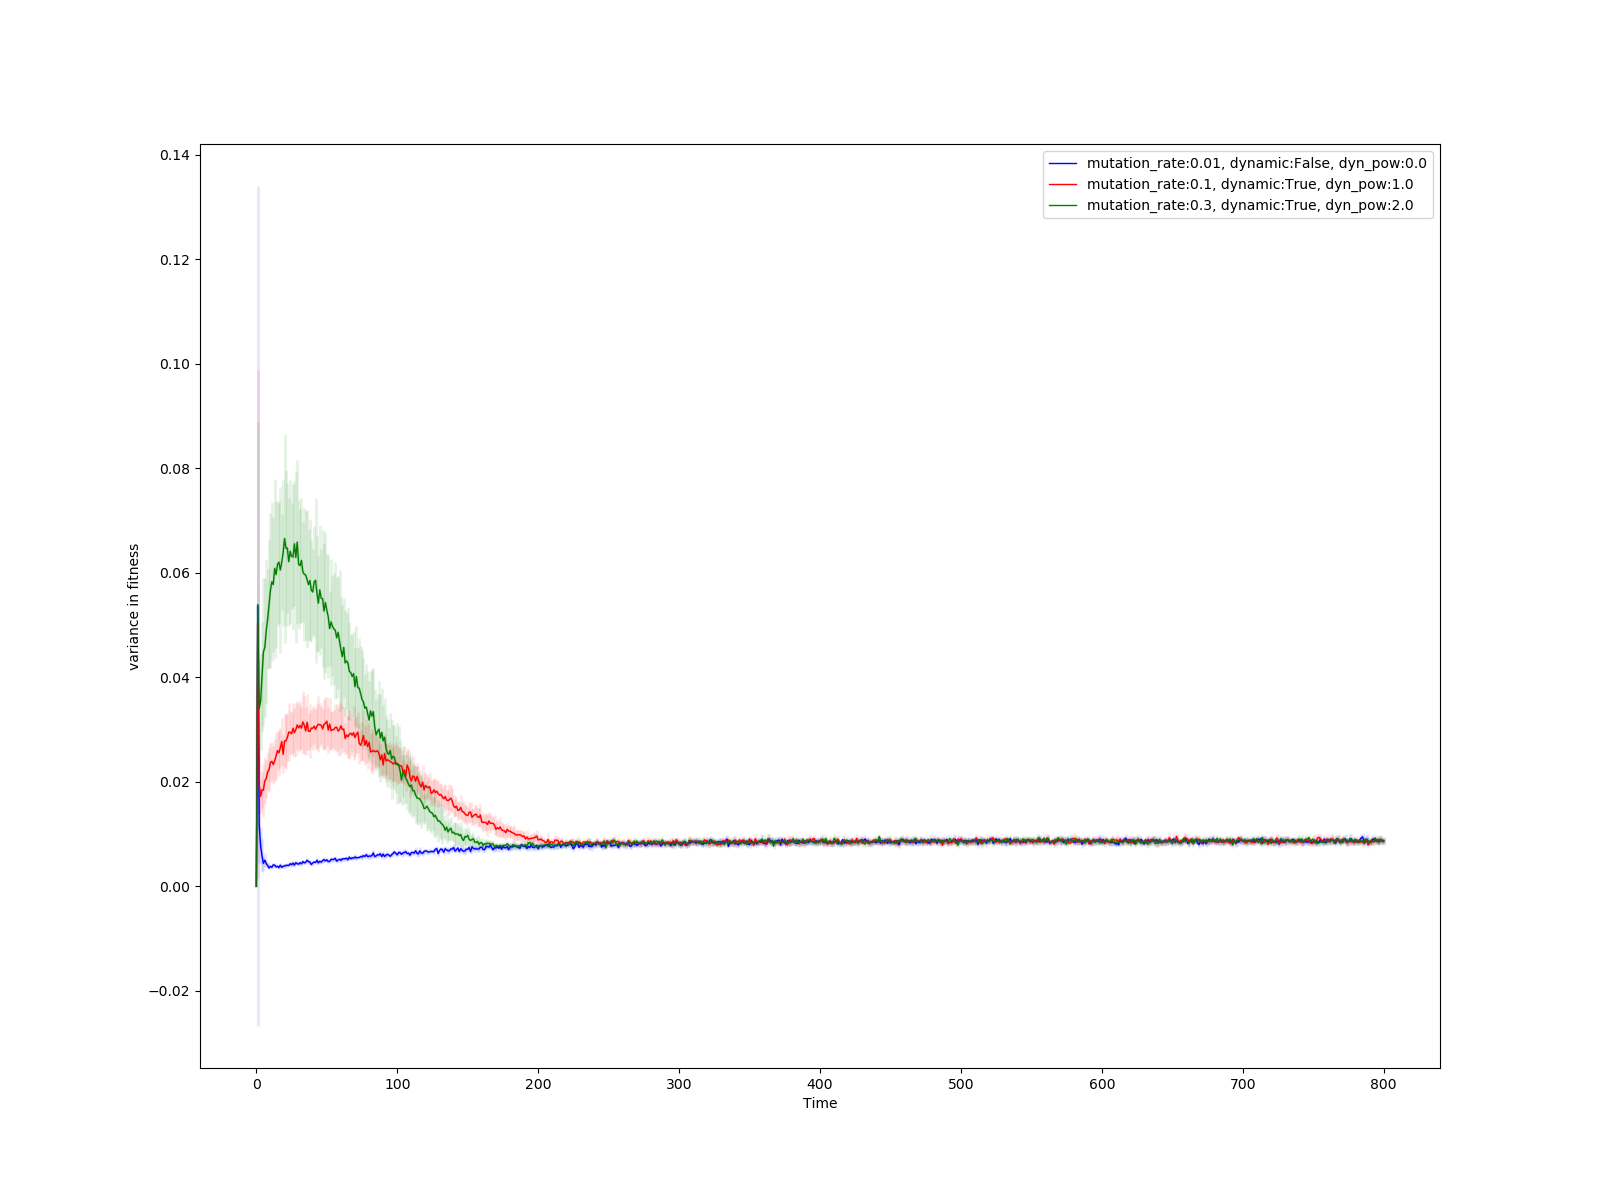 mutation_rate:0.01, dynamic:False, dyn_pow:0.0
mutation_rate:0.1, dynamic:True, dyn_pow:1.0
mutation_rate:0.3, dynamic:True, dyn_pow:2.0
0.14
0.12
0.10
0.08
0.06
0.04
0.02
0.00
−0.02
variance in fitness
0 100 200 300 400 500 600 700 800
Time